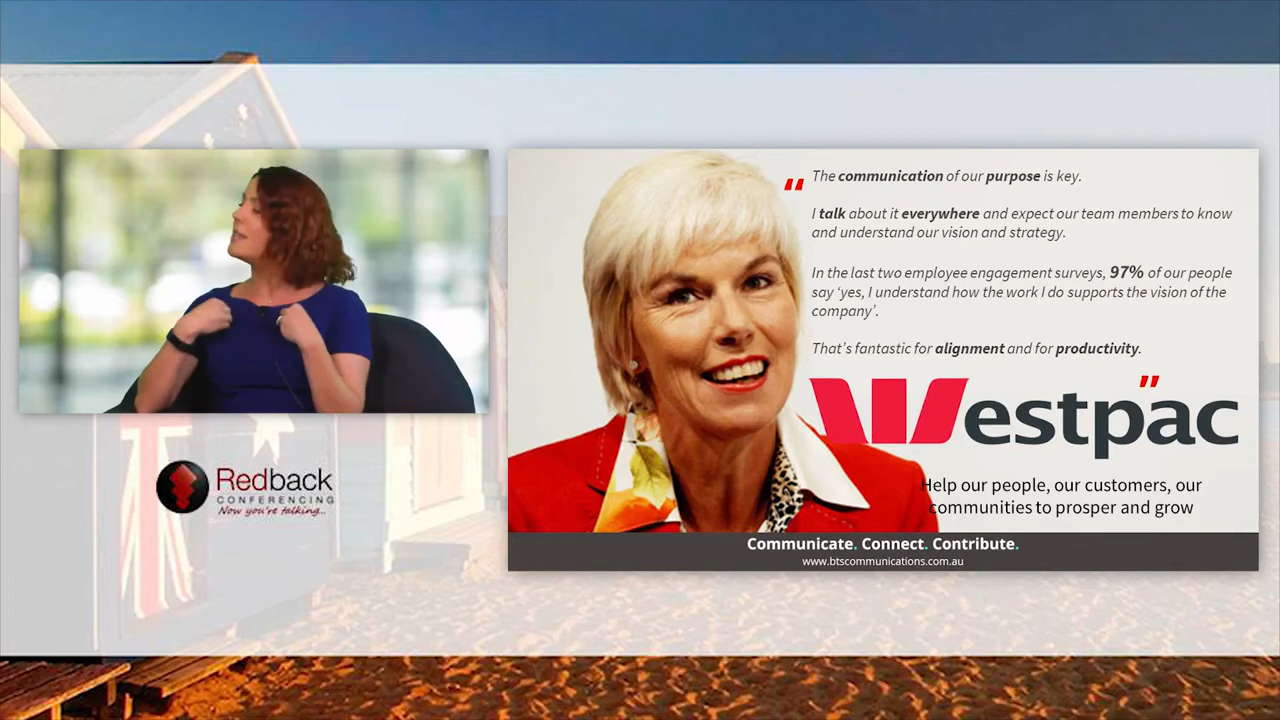 “ The communication of our purpose is key.
I talk about it everywhere and expect our team members to know
and understand our vision and strategy.
In the last two employee engagement surveys, 97% of our people
say ‘yes, I understand how the work I do supports the vision of the
company’.
That’s fantastic for alignment and for productivity.
”
Westpac
Help our people, our customers, our
communities to prosper and grow
Communicate. Connect. Contribute.
www.btscommunications.com.au
Redback
CONFERENCING
Now you're talking...